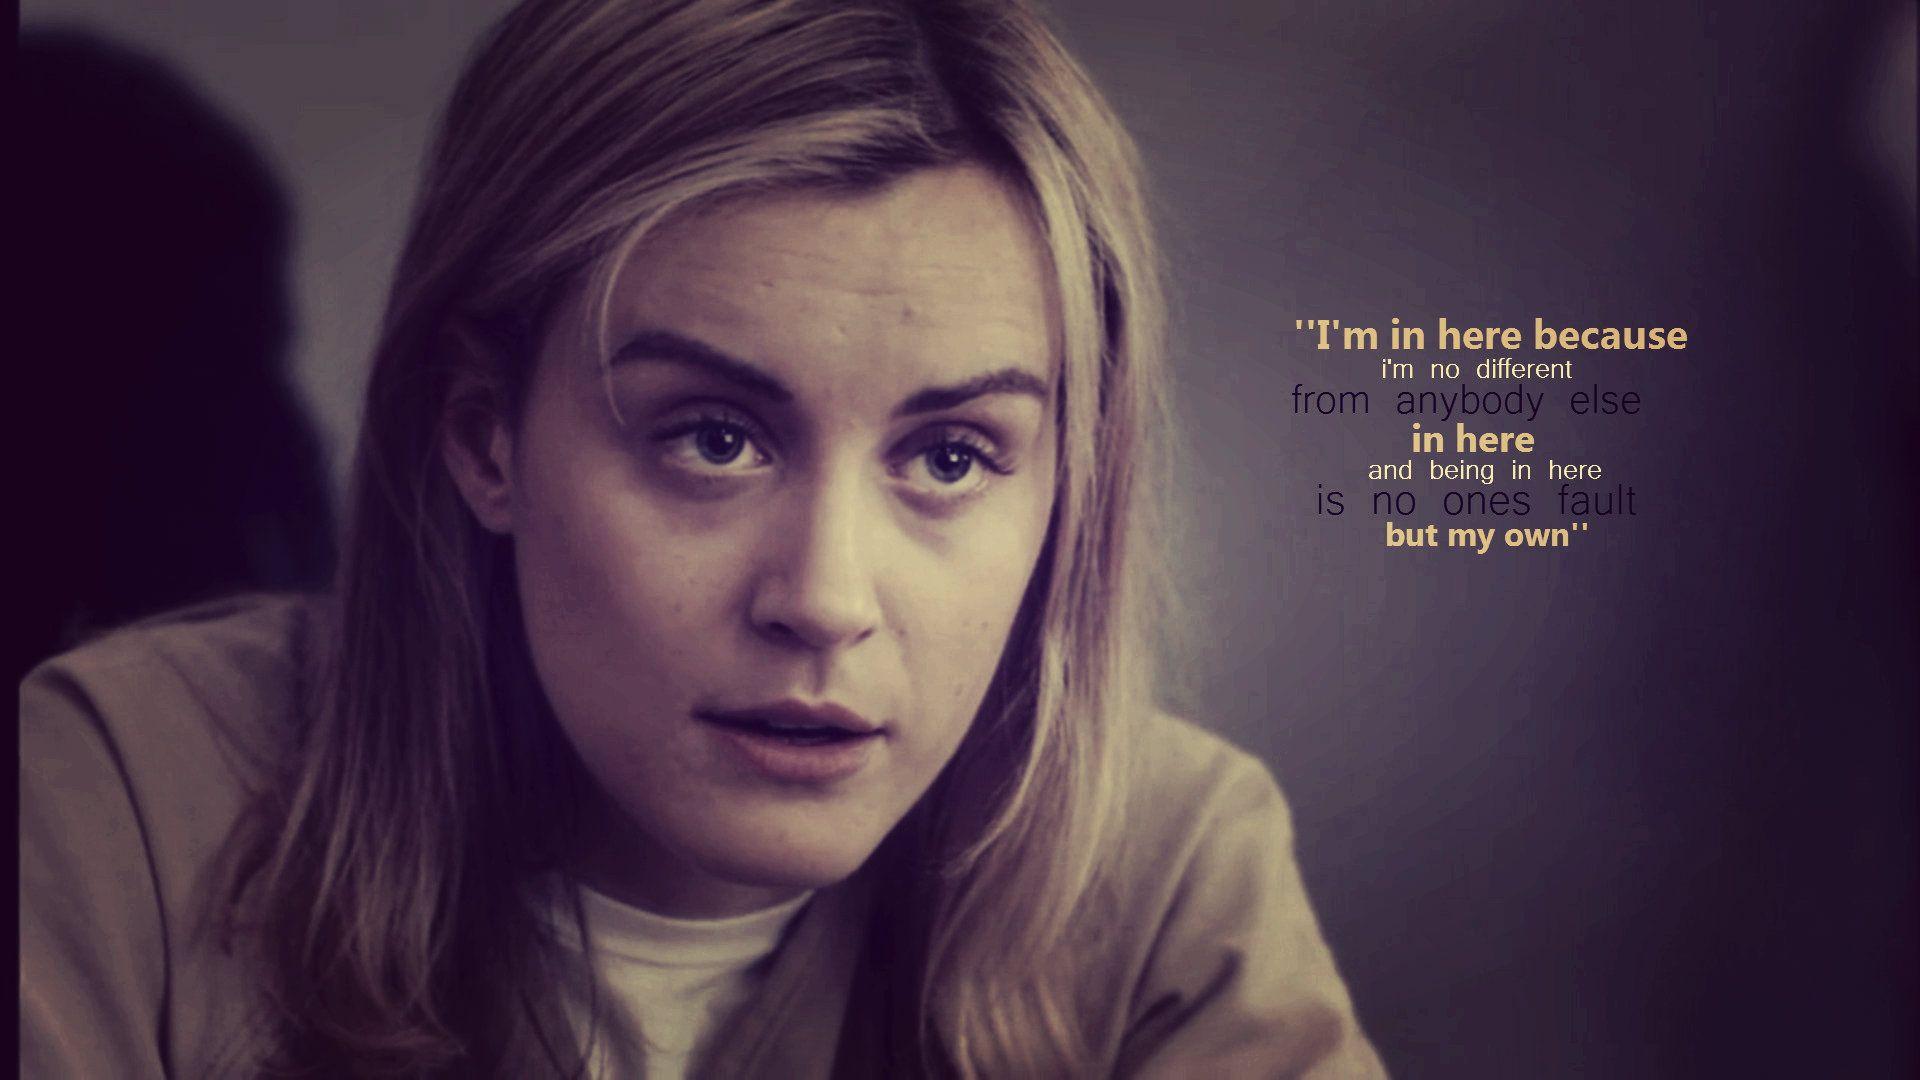 ''I'm in here because
i'm no different
from anybody else
in here
and being in here
is no ones fault
but my own''